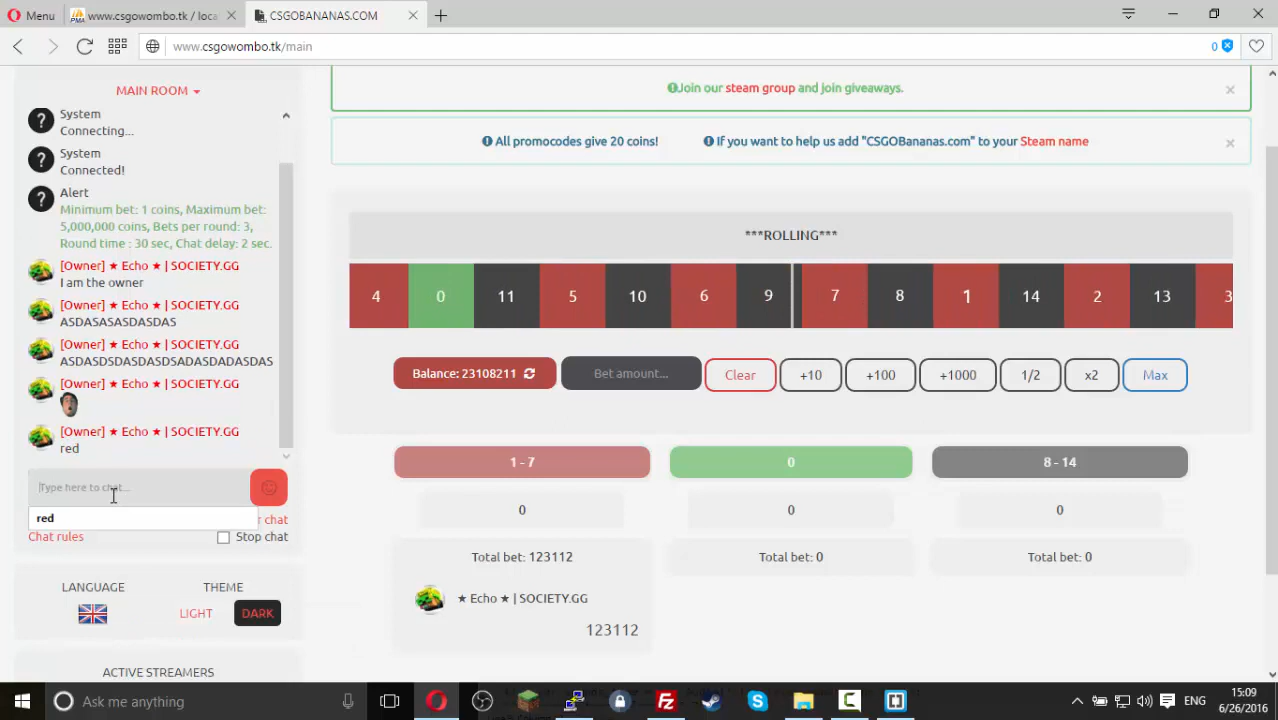 Menu
www.csgowombo.tk / loca
CSGOBANANAS.COM
www.csgowombo.tk/main
0
MAIN ROOM
System
Connecting...
System
Connected!
Alert
Minimum bet: 1 coins, Maximum bet:
5,000,000 coins, Bets per round: 3,
Round time : 30 sec, Chat delay: 2 sec.
[Owner] ★ Echo ★ | SOCIETY.GG
I am the owner
[Owner] ★ Echo ★ | SOCIETY.GG
ASDASASASDASDAS
[Owner] ★ Echo ★ | SOCIETY.GG
ASDASDSDASDASDSADASDADASDAS
[Owner] ★ Echo ★ | SOCIETY.GG
[Owner] ★ Echo ★ | SOCIETY.GG
red
Type here to chat...
red
chat
Chat rules
Stop chat
LANGUAGE
THEME
LIGHT
DARK
ACTIVE STREAMERS
Join our steam group and join giveaways.
All promocodes give 20 coins!
If you want to help us add "CSGOBananas.com" to your Steam name
***ROLLING***
4 0 11 5 10 6 9 7 8 1 14 2 13 3
Balance: 23108211
Bet amount...
Clear
+10
+100
+1000
1/2
x2
Max
1 - 7
0
8 - 14
0
0
0
Total bet: 123112
Total bet: 0
Total bet: 0
★ Echo ★ | SOCIETY.GG
123112
Ask me anything
ENG
15:09
6/26/2016